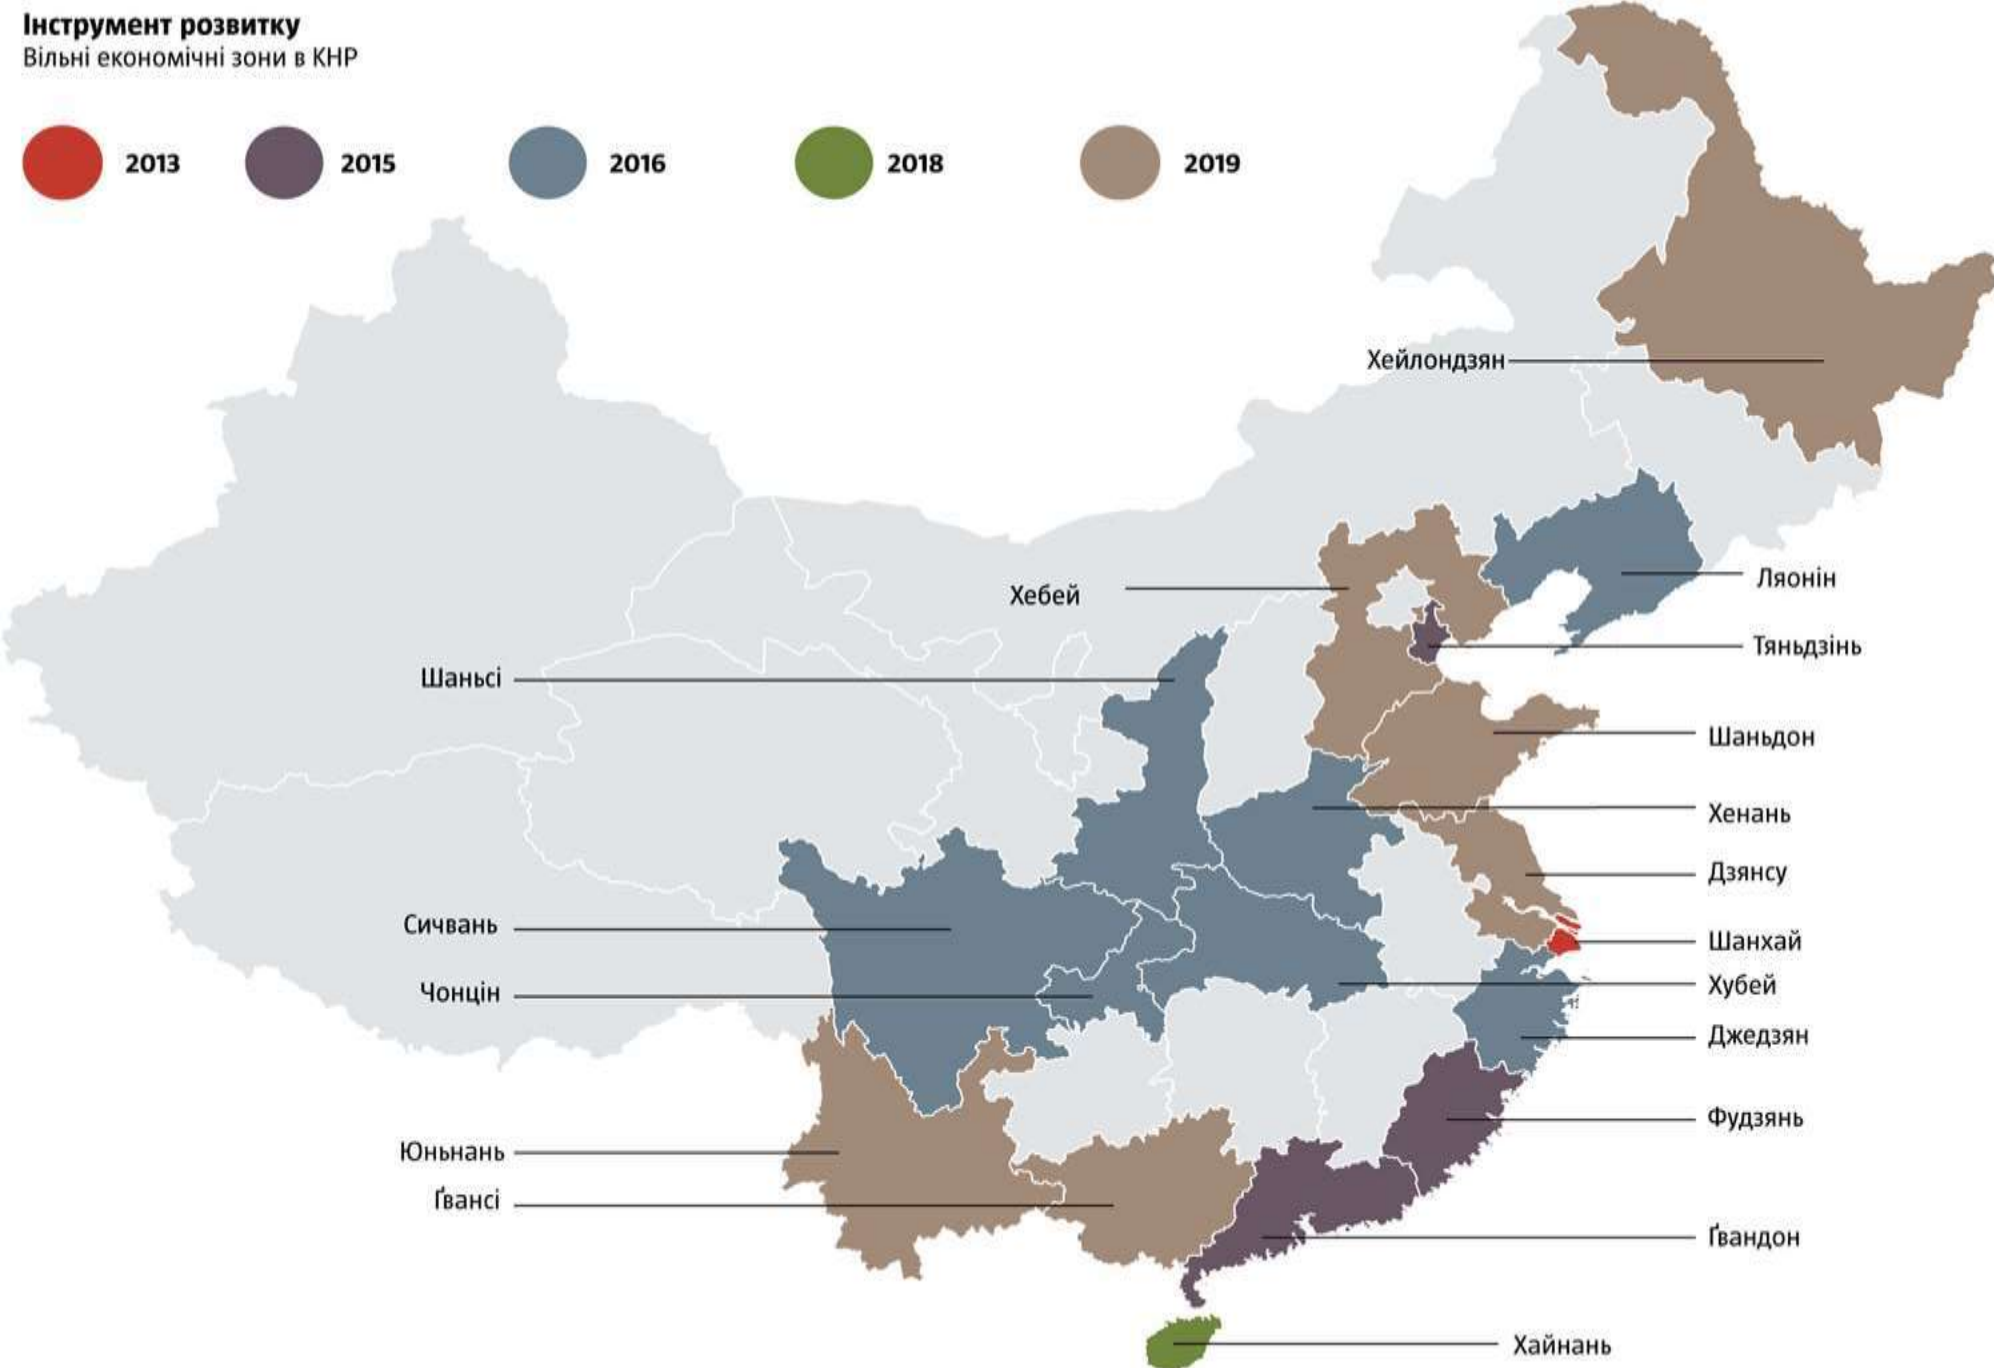 Інструмент розвитку
Вільні економічні зони в КНР
2013
2015
2016
2018
2019
Хейлондзян
Хебей
Ляонін
Тяньдзінь
Шаньсі
Шаньдон
Хенань
Дзянсу
Сичвань
Шанхай
Чонцін
Хубей
Джедзян
Фудзянь
Юньнань
Ґвансі
Ґвандон
Хайнань